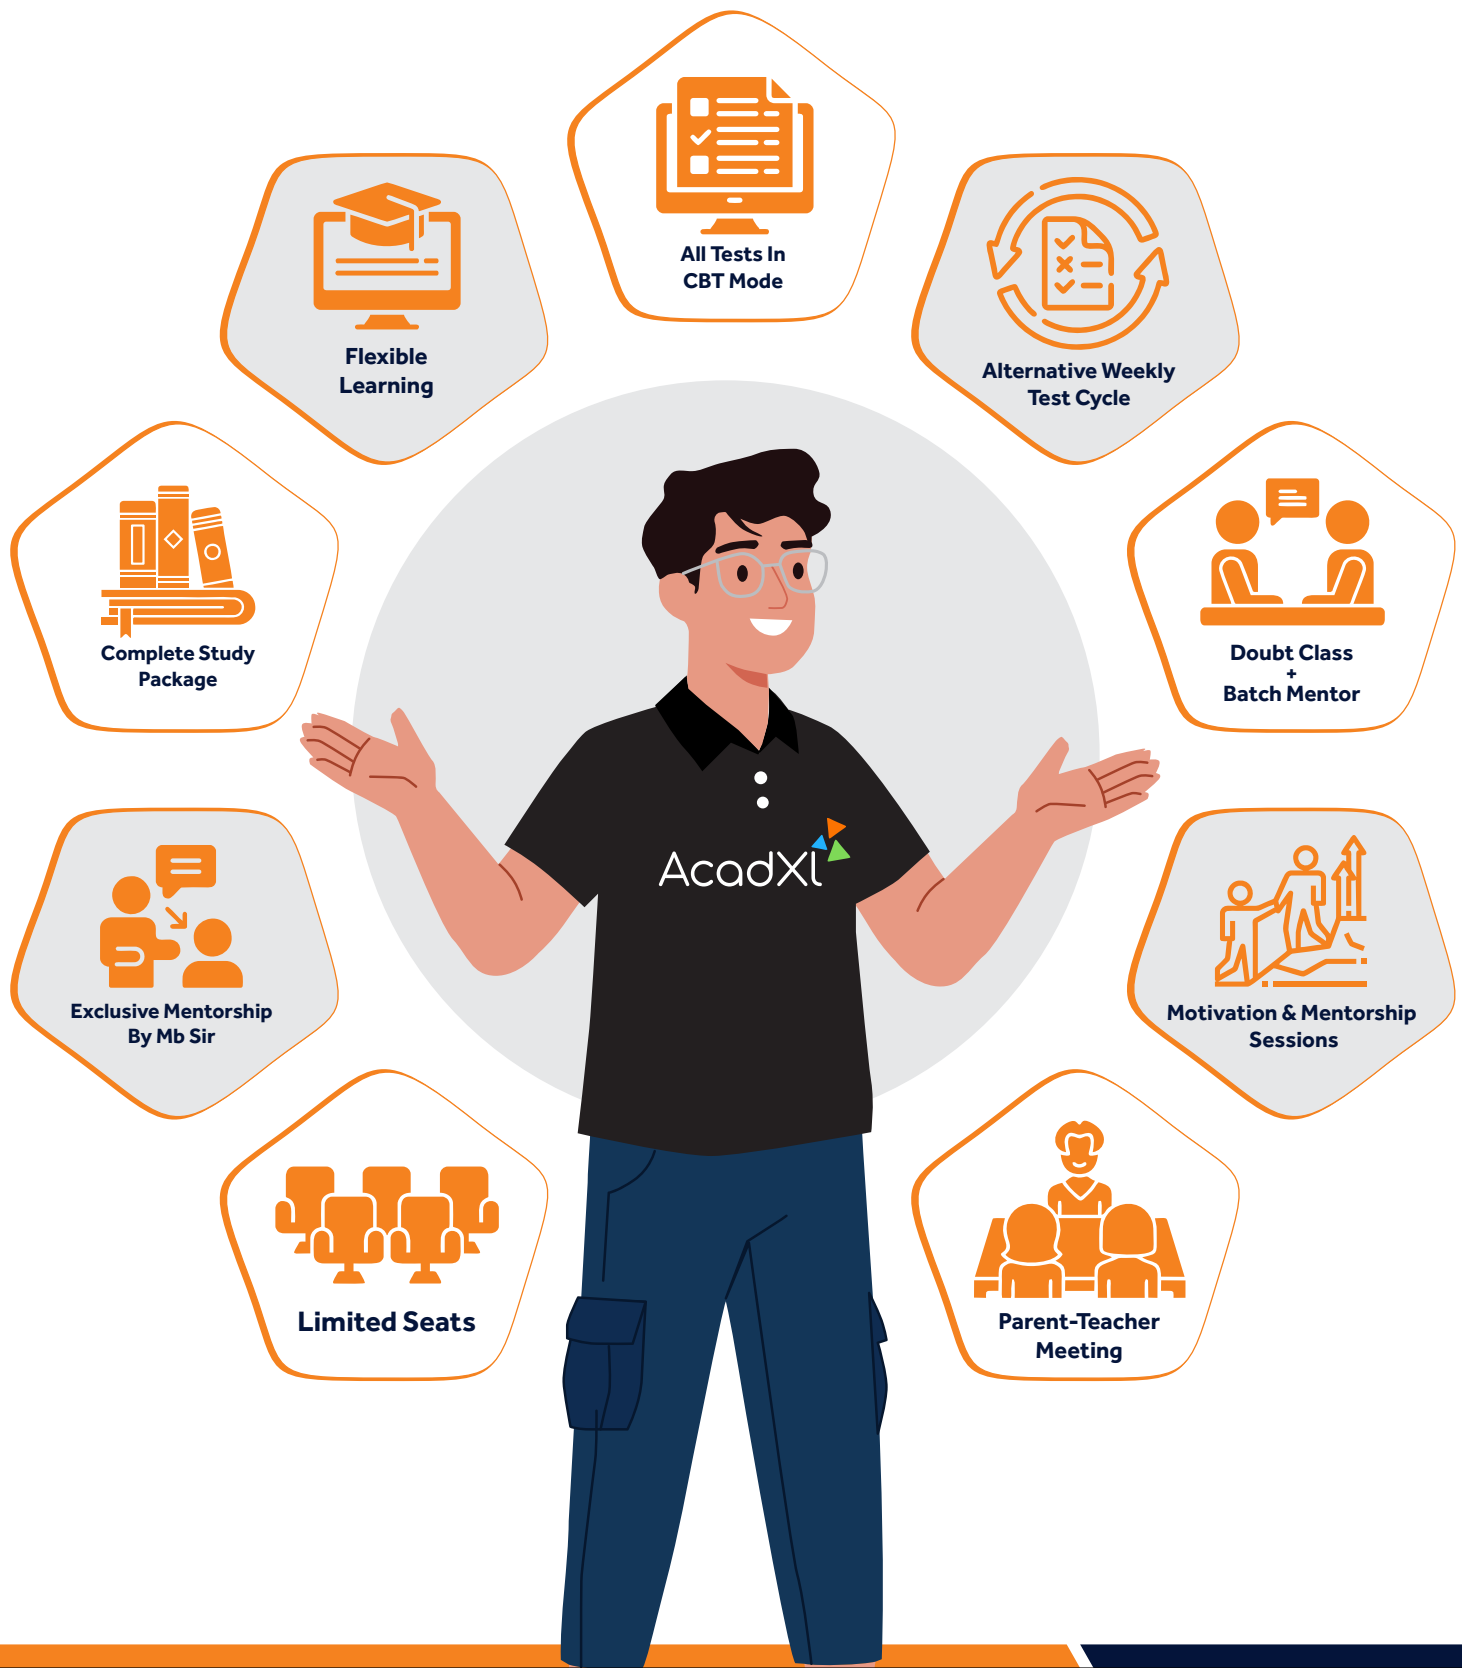 All Tests In
CBT Mode
Flexible
Learning
Alternative Weekly
Test Cycle
Complete Study
Package
Doubt Class
+
Batch Mentor
AcadXl
Exclusive Mentorship
By Mb Sir
Motivation & Mentorship
Sessions
Limited Seats
Parent-Teacher
Meeting